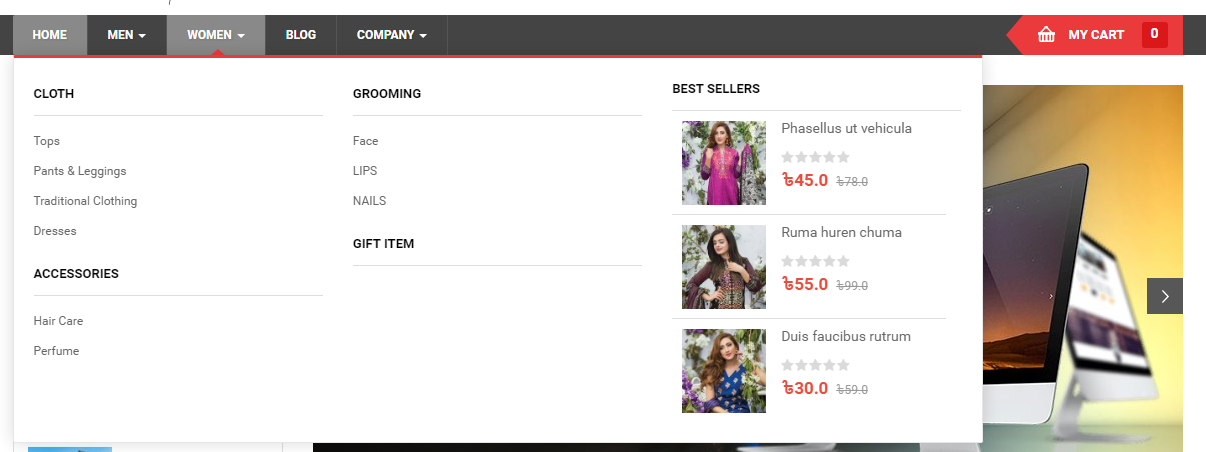 HOME MEN WOMEN BLOG COMPANY MY CART 0
CLOTH
Tops
Pants & Leggings
Traditional Clothing
Dresses
ACCESSORIES
Hair Care
Perfume
GROOMING
Face
LIPS
NAILS
GIFT ITEM
BEST SELLERS
Phasellus ut vehicula
৳45.0 ৳78.0
Ruma huren chuma
৳55.0 ৳99.0
Duis faucibus rutrum
৳30.0 ৳59.0